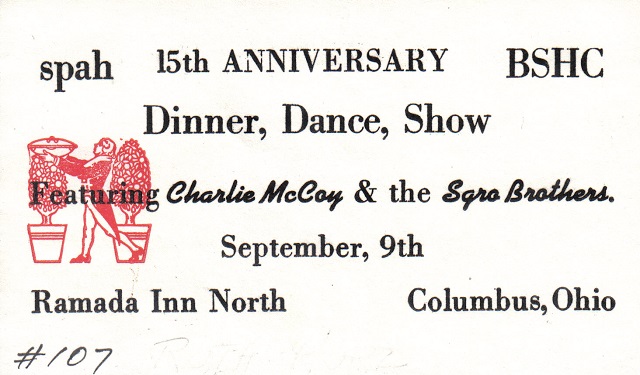 spah 15th ANNIVERSARY BSHC
Dinner, Dance, Show
Featuring Charlie McCoy & the Sgro Brothers.
September, 9th
Ramada Inn North Columbus, Ohio
#107